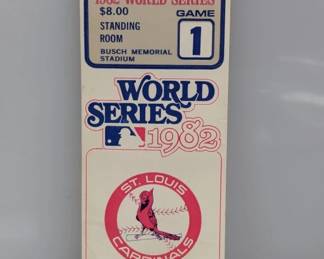 1982 WORLD SERIES
$8.00
GAME
STANDING
ROOM
1
BUSCH MEMORIAL
STADIUM
WORLD
SERIES
1982
ST. LOUIS
CARDINALS